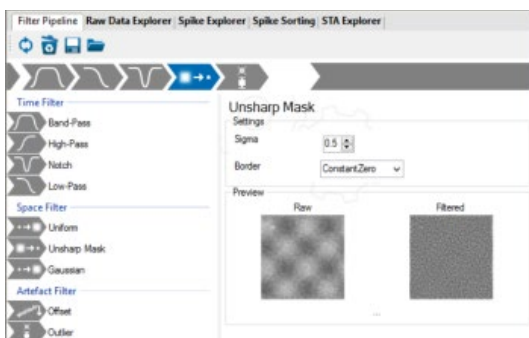 Filter Pipeline Raw Data Explorer Spike Explorer Spike Sorting STA Explorer
Time Filter
Band-Pass
High-Pass
Notch
Low-Pass
Space Filter
Uniform
Unsharp Mask
Gaussian
Artefact Filter
Offset
Outlier
Unsharp Mask
Settings
Sigma 0.5
Border ConstantZero
Preview
Raw Filtered
...